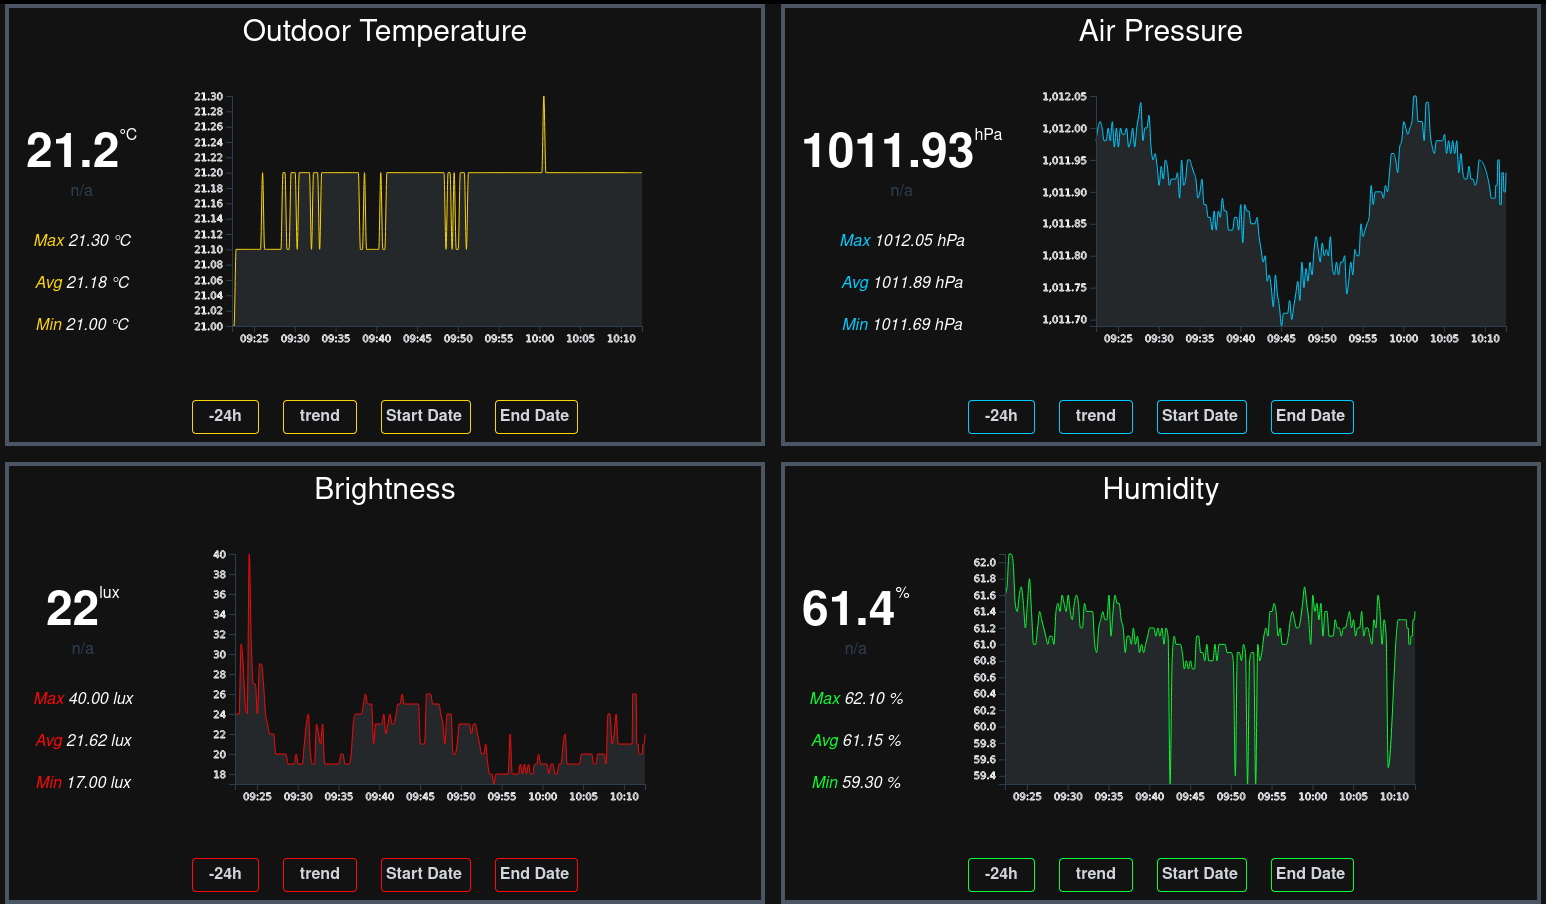 Outdoor Temperature
21.2 °C
n/a
Max 21.30 °C
Avg 21.18 °C
Min 21.00 °C
21.30
21.28
21.26
21.24
21.22
21.20
21.18
21.16
21.14
21.12
21.10
21.08
21.06
21.04
21.02
21.00
09:25 09:30 09:35 09:40 09:45 09:50 09:55 10:00 10:05 10:10
-24h trend Start Date End Date
Air Pressure
1011.93 hPa
n/a
Max 1012.05 hPa
Avg 1011.89 hPa
Min 1011.69 hPa
1,012.05
1,012.00
1,011.95
1,011.90
1,011.85
1,011.80
1,011.75
1,011.70
09:25 09:30 09:35 09:40 09:45 09:50 09:55 10:00 10:05 10:10
-24h trend Start Date End Date
Brightness
22 lux
n/a
Max 40.00 lux
Avg 21.62 lux
Min 17.00 lux
40
38
36
34
32
30
28
26
24
22
20
18
09:25 09:30 09:35 09:40 09:45 09:50 09:55 10:00 10:05 10:10
-24h trend Start Date End Date
Humidity
61.4 %
n/a
Max 62.10 %
Avg 61.15 %
Min 59.30 %
62.0
61.8
61.6
61.4
61.2
61.0
60.8
60.6
60.4
60.2
60.0
59.8
59.6
59.4
09:25 09:30 09:35 09:40 09:45 09:50 09:55 10:00 10:05 10:10
-24h trend Start Date End Date